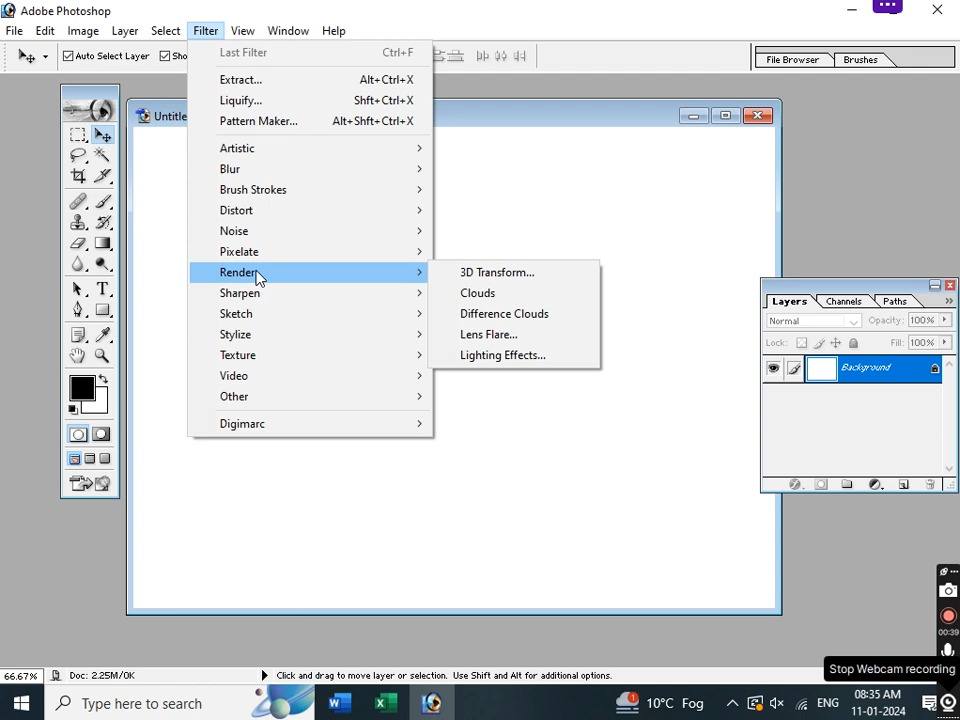 Adobe Photoshop
File Edit Image Layer Select Filter View Window Help
Auto Select Layer Sho
File Browser Brushes
Last Filter Ctrl+F
Extract... Alt+Ctrl+X
Liquify... Shft+Ctrl+X
Pattern Maker... Alt+Shft+Ctrl+X
Artistic
Blur
Brush Strokes
Distort
Noise
Pixelate
Render
Sharpen
Sketch
Stylize
Texture
Video
Other
Digimarc
3D Transform...
Clouds
Difference Clouds
Lens Flare...
Lighting Effects...
Untitle
Layers Channels Paths
Normal Opacity: 100%
Lock: Fill: 100%
Background
00:39
Stop Webcam recording
66.67% Doc: 2.25M/0K Click and drag to move layer or selection. Use Shift and Alt for additional options.
Type here to search
1 10°C Fog ENG 08:35 AM
11-01-2024